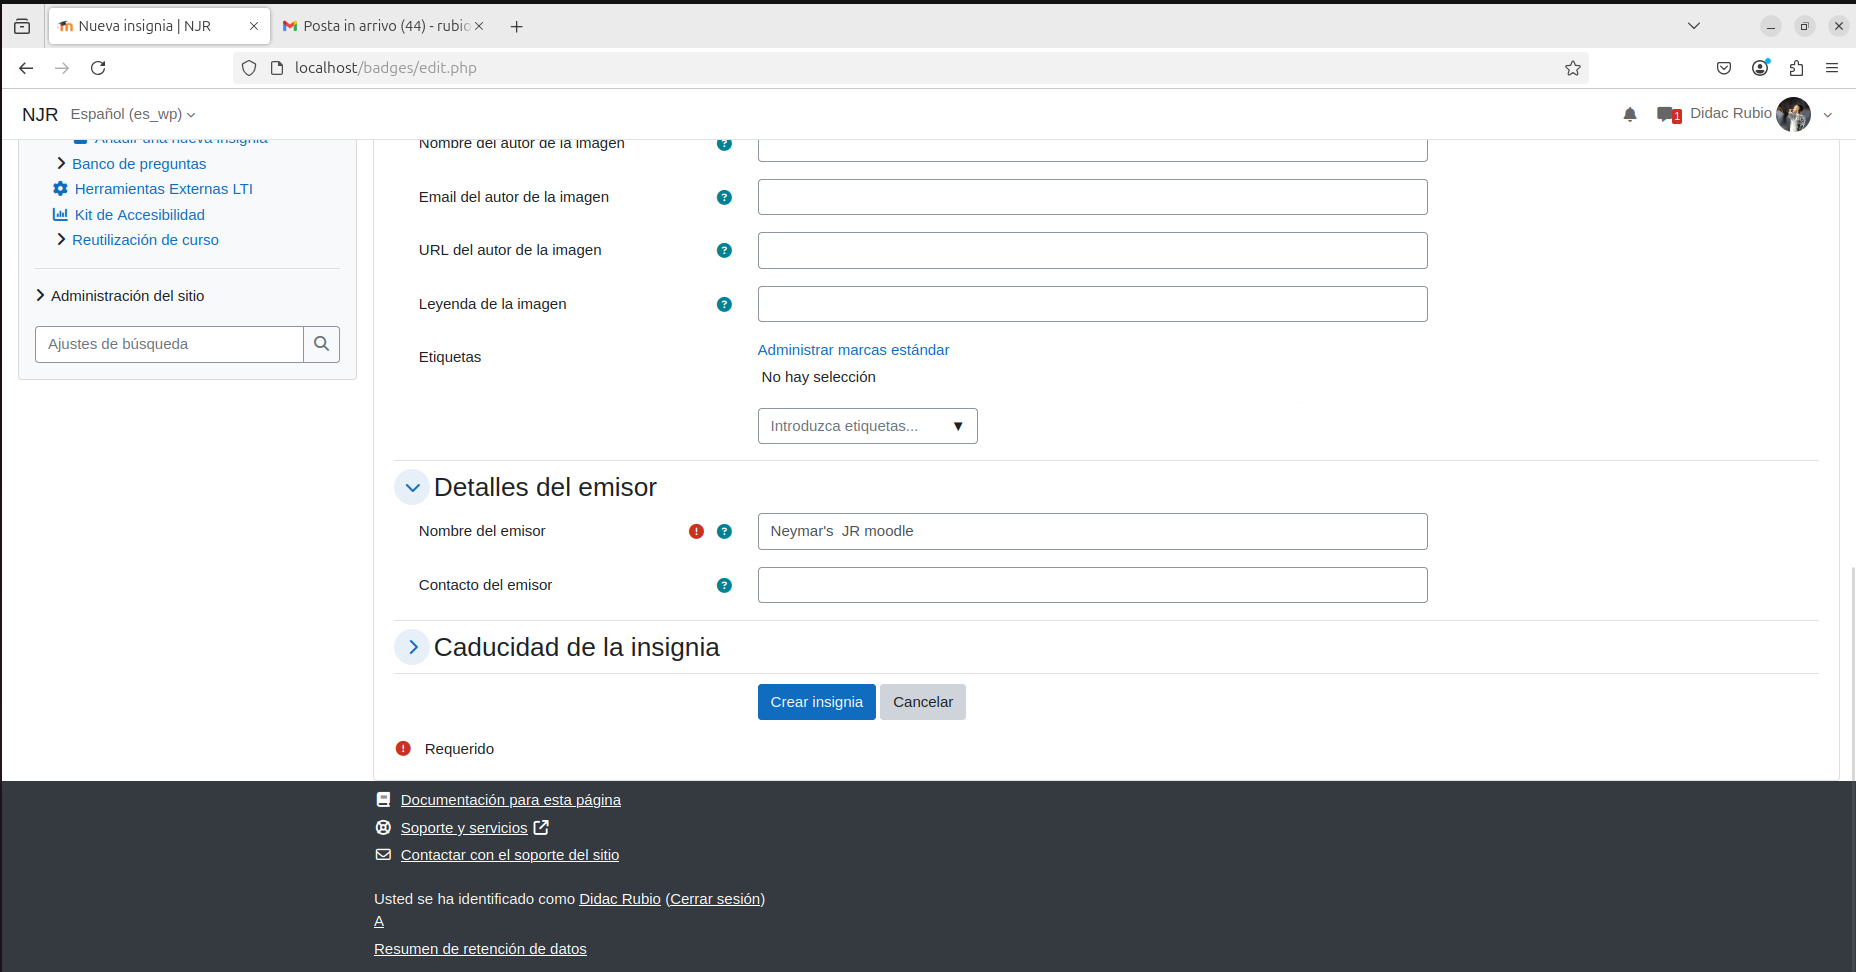 Nueva insignia | NJR
Posta in arrivo (44) - rubio
localhost/badges/edit.php
NJR Español (es_wp)
1 Didac Rubio
Añadir una nueva insignia
Banco de preguntas
Herramientas Externas LTI
Kit de Accesibilidad
Reutilización de curso
Administración del sitio
Ajustes de búsqueda
Nombre del autor de la imagen
Email del autor de la imagen
URL del autor de la imagen
Leyenda de la imagen
Etiquetas
Administrar marcas estándar
No hay selección
Introduzca etiquetas...
Detalles del emisor
Nombre del emisor
Neymar's  JR moodle
Contacto del emisor
Caducidad de la insignia
Crear insignia
Cancelar
Requerido
Documentación para esta página
Soporte y servicios
Contactar con el soporte del sitio
Usted se ha identificado como Didac Rubio (Cerrar sesión)
A
Resumen de retención de datos